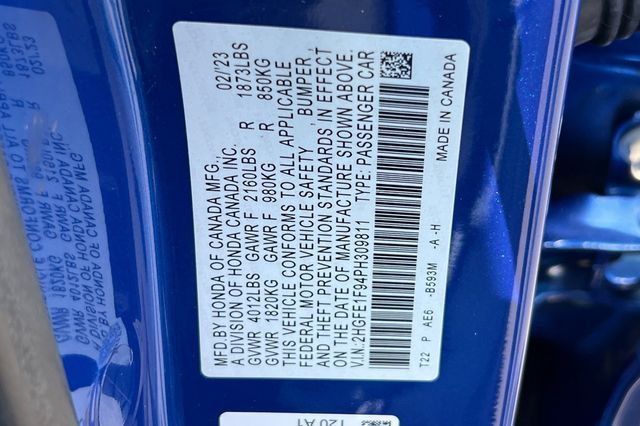 MFD.BY HONDA OF CANADA MFG., 02/'23
A DIVISION OF HONDA CANADA INC.
GVWR 4012LBS GAWR F 2160LBS R 1873LBS
GVWR 1820KG GAWR F 980KG R 850KG
THIS VEHICLE CONFORMS TO ALL APPLICABLE
FEDERAL MOTOR VEHICLE SAFETY , BUMPER ,
AND THEFT PREVENTION STANDARDS IN EFFECT
ON THE DATE OF MANUFACTURE SHOWN ABOVE.
V.I.N.:2HGFE1F94PH309811 TYPE: PASSENGER CAR
T22 P AE6 -B593M -A -H
MADE IN CANADA
120 A1